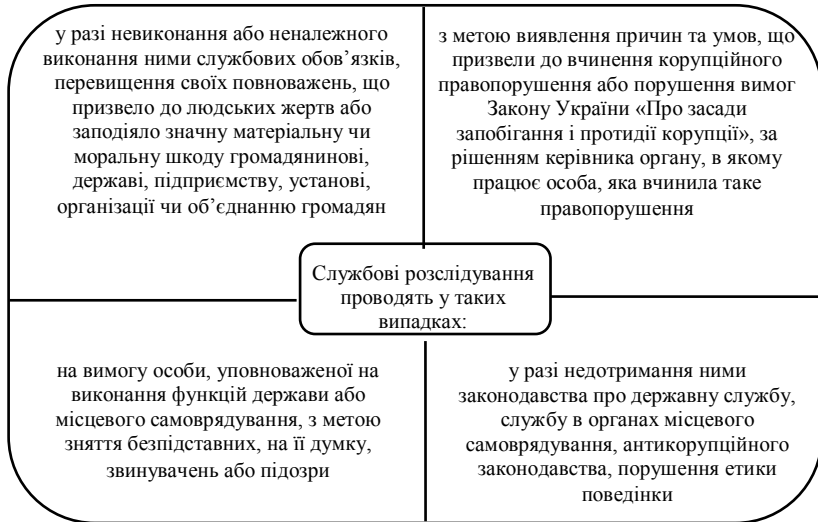 у разі невиконання або неналежного
виконання ними службових обов’язків,
перевищення своїх повноважень, що
призвело до людських жертв або
заподіяло значну матеріальну чи
моральну шкоду громадянинові,
державі, підприємству, установі,
організації чи об’єднанню громадян
з метою виявлення причин та умов, що
призвели до вчинення корупційного
правопорушення або порушення вимог
Закону України «Про засади
запобігання і протидії корупції», за
рішенням керівника органу, в якому
працює особа, яка вчинила таке
правопорушення
Службові розслідування
проводять у таких
випадках:
на вимогу особи, уповноваженої на
виконання функцій держави або
місцевого самоврядування, з метою
зняття безпідставних, на її думку,
звинувачень або підозри
у разі недотримання ними
законодавства про державну службу,
службу в органах місцевого
самоврядування, антикорупційного
законодавства, порушення етики
поведінки